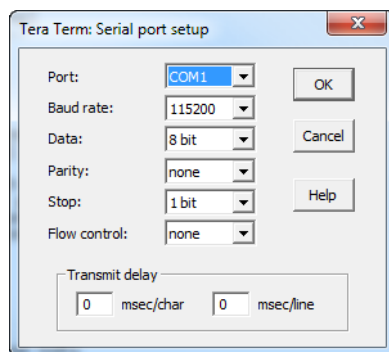 Tera Term: Serial port setup
Port: COM1
OK
Baud rate: 115200
Data: 8 bit
Cancel
Parity: none
Stop: 1 bit
Help
Flow control: none
Transmit delay
0 msec/char 0 msec/line